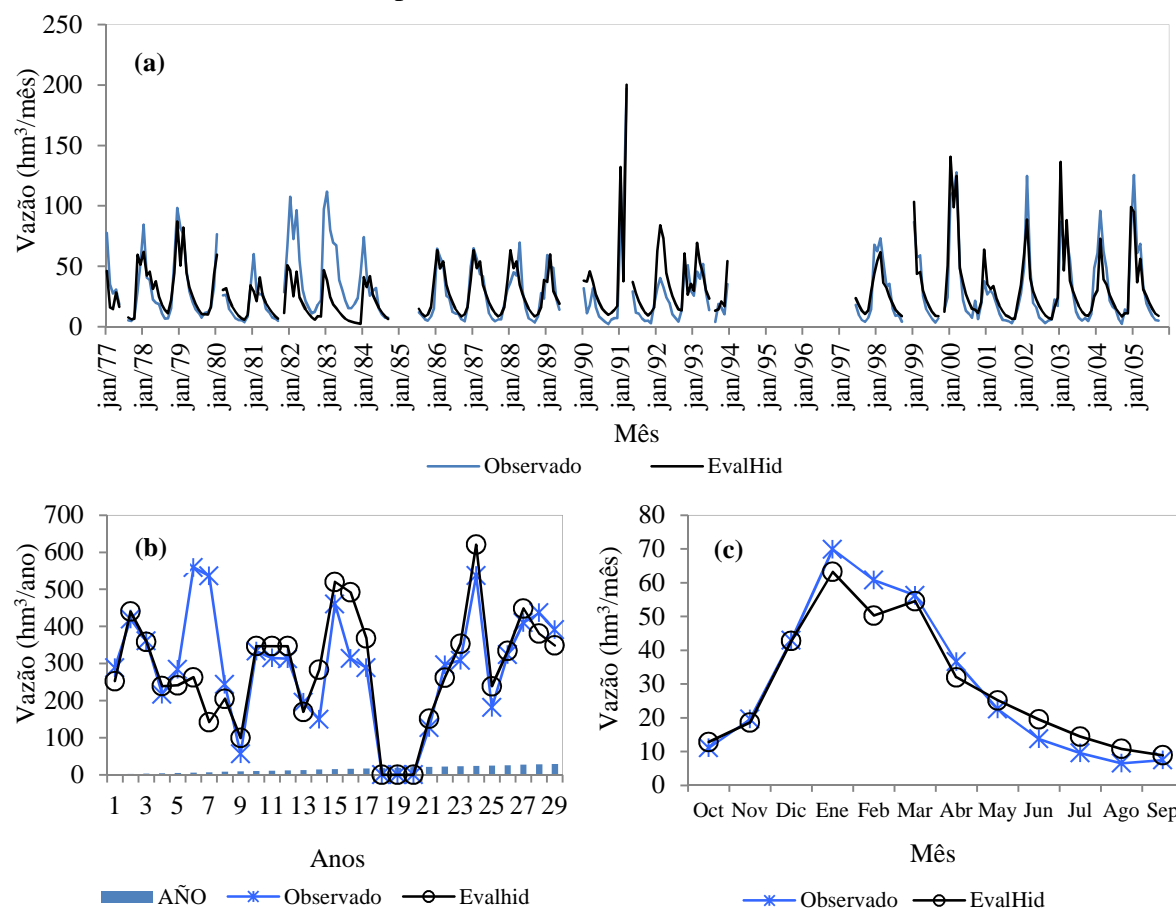 250
200
150
100
50
0
Vazão (hm³/mês)
(a)
jan/77
jan/78
jan/79
jan/80
jan/81
jan/82
jan/83
jan/84
jan/85
jan/86
jan/87
jan/88
jan/89
jan/90
jan/91
jan/92
jan/93
jan/94
jan/95
jan/96
jan/97
jan/98
jan/99
jan/00
jan/01
jan/02
jan/03
jan/04
jan/05
Mês
Observado EvalHid
700
600
500
400
300
200
100
0
Vazão (hm³/ano)
(b)
1 3 5 7 9 11 13 15 17 19 21 23 25 27 29
Anos
AÑO Observado Evalhid
80
70
60
50
40
30
20
10
0
Vazão (hm³/mês)
(c)
Oct Nov Dic Ene Feb Mar Abr May Jun Jul Ago Sep
Mês
Observado EvalHid